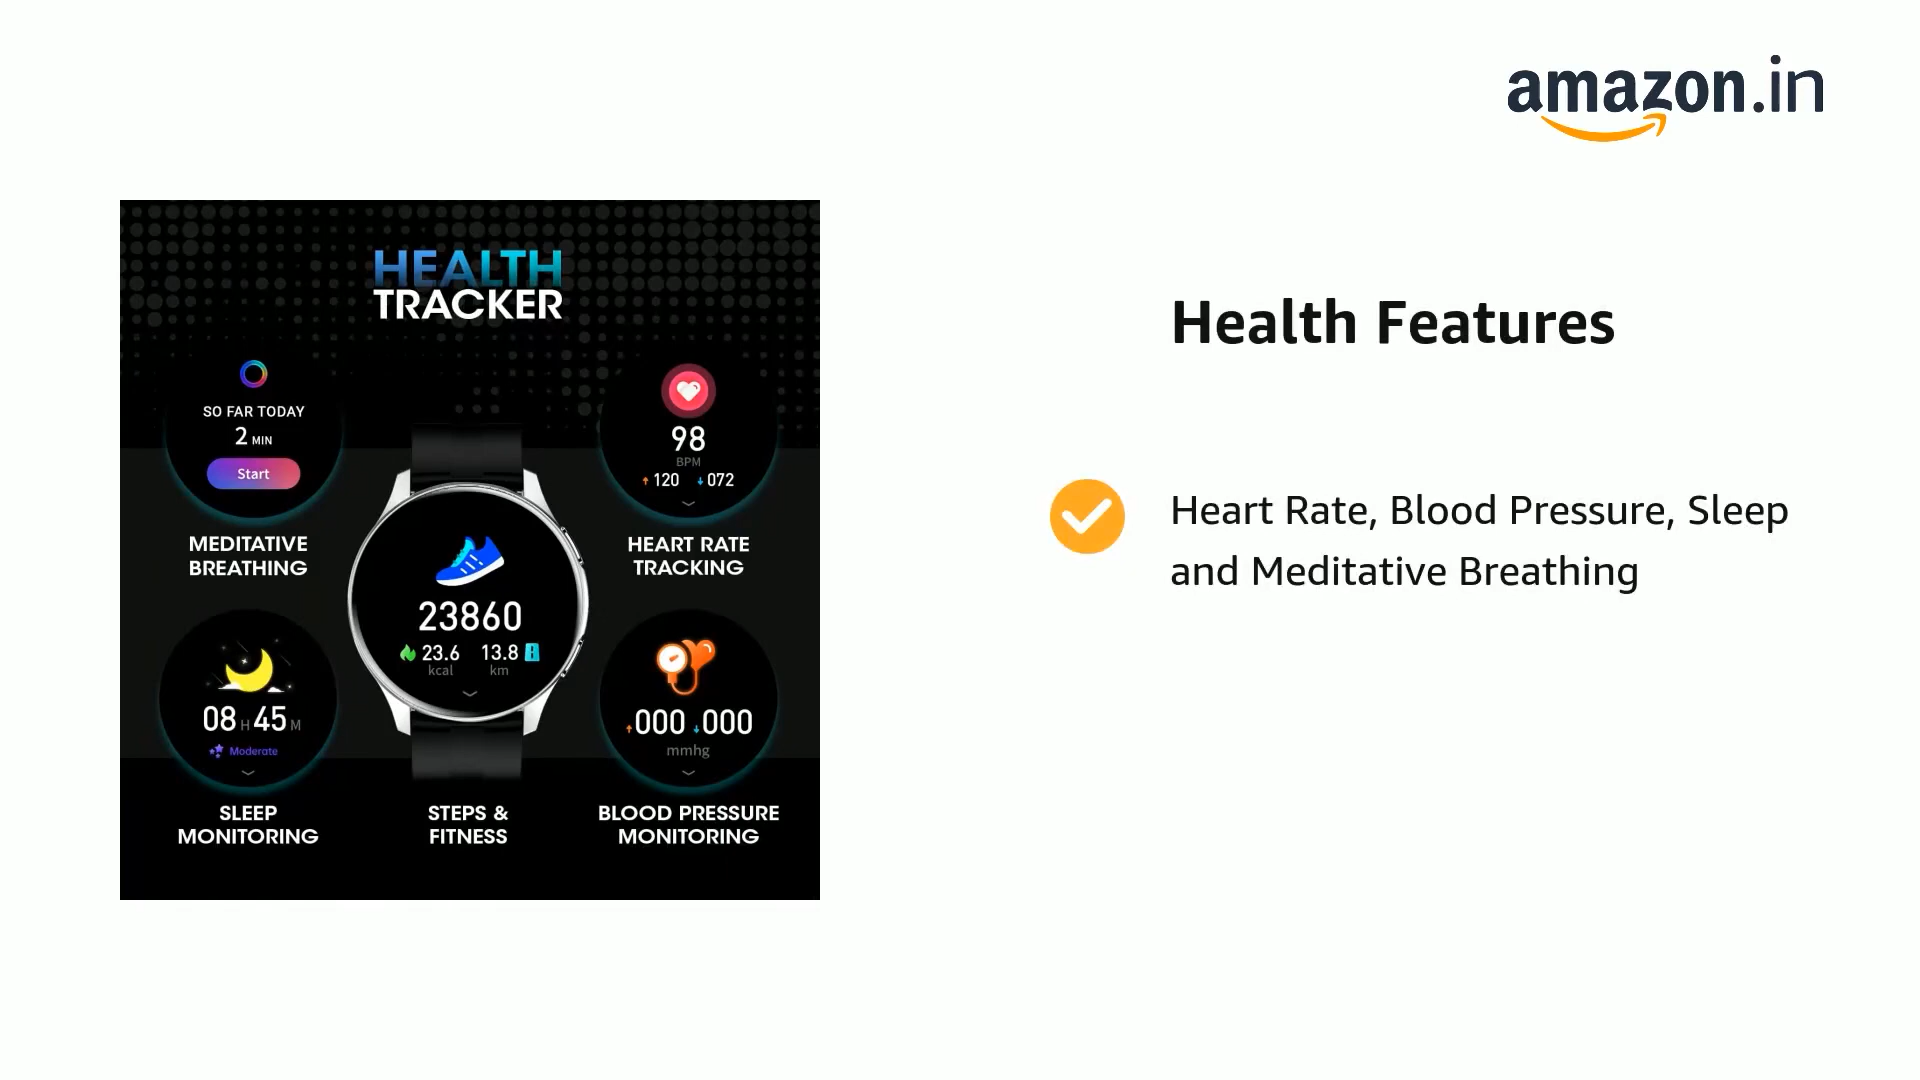 amazon.in
HEALTH
TRACKER
SO FAR TODAY
2 MIN
Start
MEDITATIVE
BREATHING
98
BPM
120 072
HEART RATE
TRACKING
23860
23.6 13.8
kcal km
STEPS &
FITNESS
08 H 45 M
Moderate
SLEEP
MONITORING
000 000
mmhg
BLOOD PRESSURE
MONITORING
Health Features
Heart Rate, Blood Pressure, Sleep
and Meditative Breathing